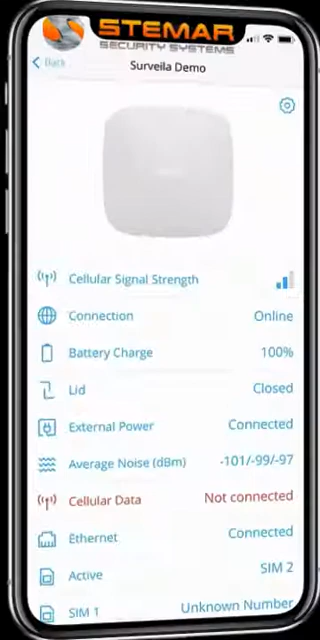 STEMAR
SECURITY SYSTEMS
Back
Surveila Demo
Cellular Signal Strength
Connection Online
Battery Charge 100%
Lid Closed
External Power Connected
Average Noise (dBm) -101/-99/-97
Cellular Data Not connected
Ethernet Connected
Active SIM 2
SIM 1 Unknown Number